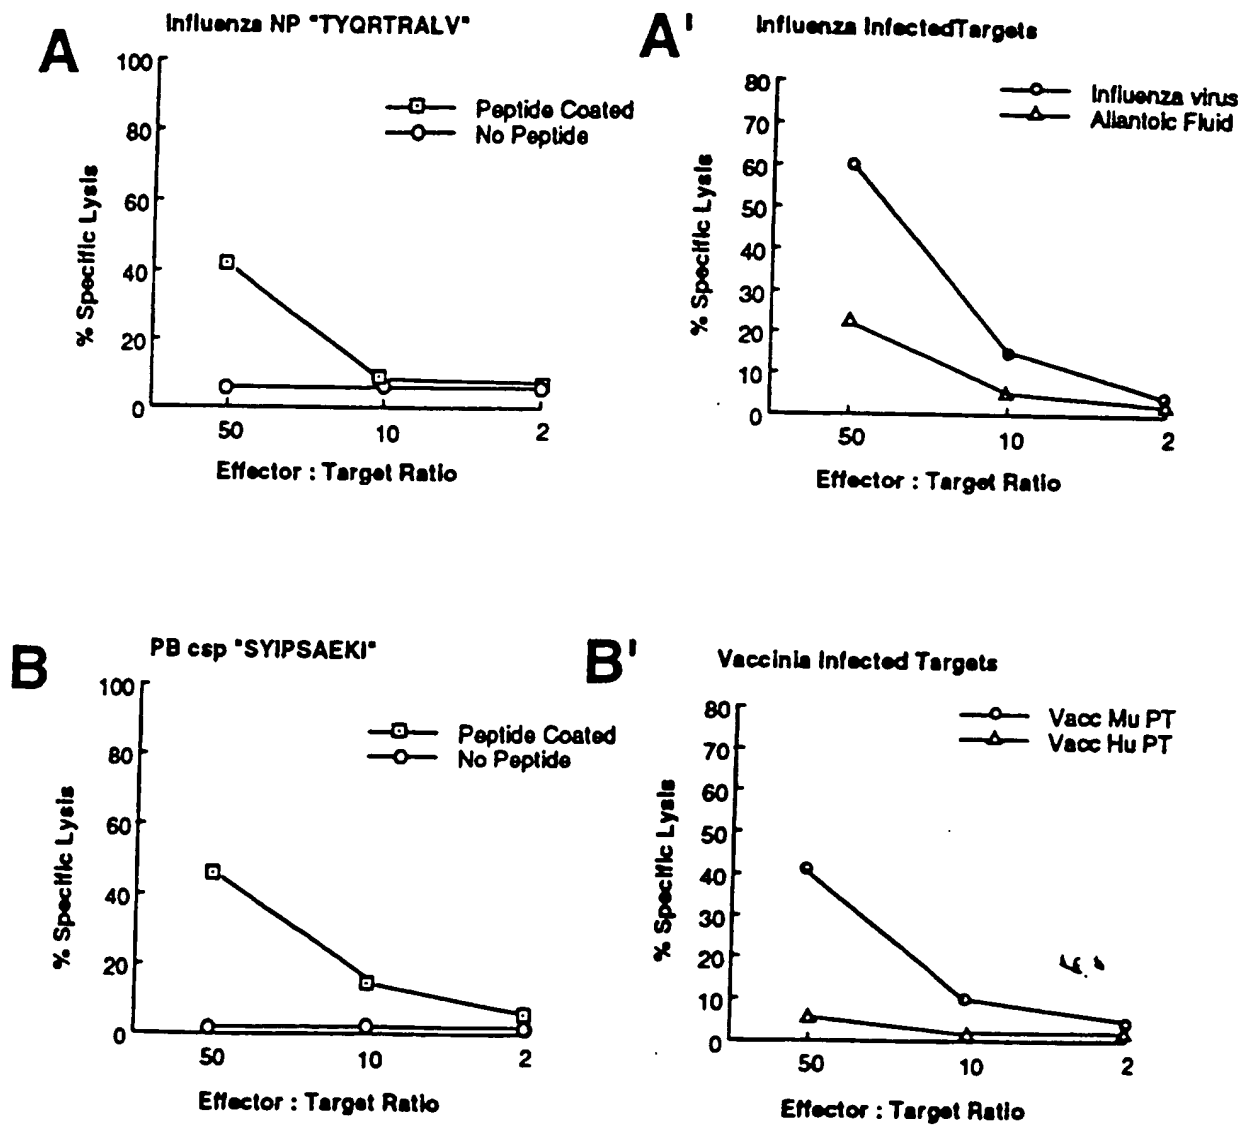 A
Influenza NP "TYQRTRALV"
100
80
60
40
20
0
% Specific Lysis
Peptide Coated
No Peptide
50 10 2
Effector : Target Ratio
A'
Influenza InfectedTargets
80
70
60
50
40
30
20
10
0
% Specific Lysis
Influenza virus
Allantoic Fluid
50 10 2
Effector : Target Ratio
B
PB csp "SYIPSAEKI"
100
80
60
40
20
0
% Specific Lysis
Peptide Coated
No Peptide
50 10 2
Effector : Target Ratio
B'
Vaccinia Infected Targets
80
70
60
50
40
30
20
10
0
% Specific Lysis
Vacc Mu PT
Vacc Hu PT
50 10 2
Effector : Target Ratio